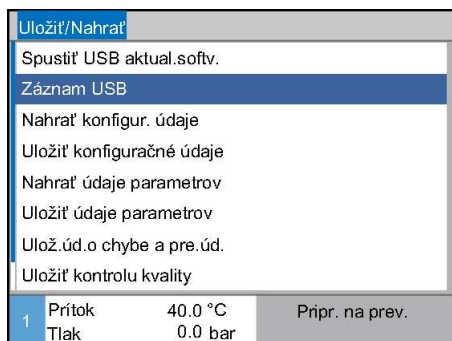 Uložiť/Nahrať
Spustiť USB aktual.softv.
Záznam USB
Nahrať konfigur. údaje
Uložiť konfiguračné údaje
Nahrať údaje parametrov
Uložiť údaje parametrov
Ulož.úd.o chybe a pre.úd.
Uložiť kontrolu kvality
1 Prítok 40.0 °C Pripr. na prev.
Tlak 0.0 bar